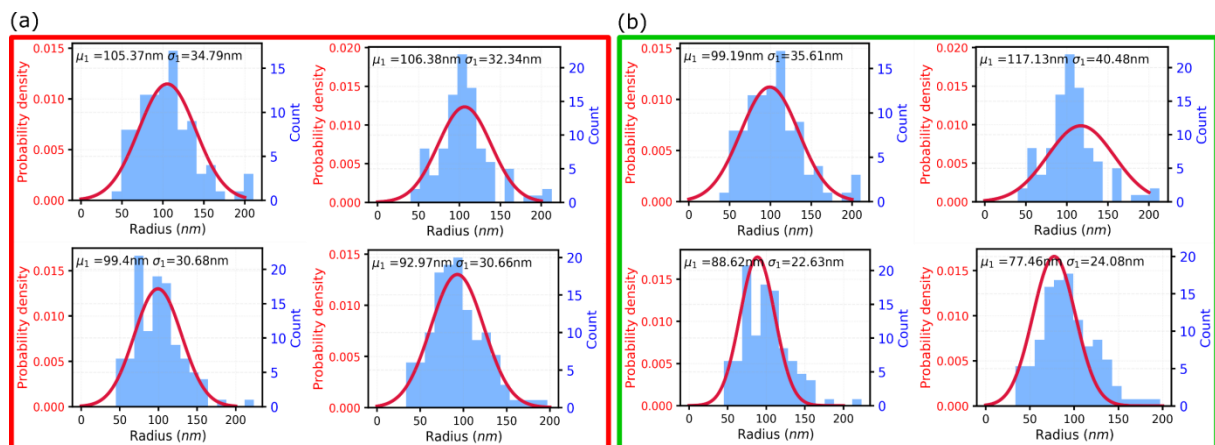 (a)
(b)
μ₁ =105.37nm σ₁=34.79nm
0.015
0.010
0.005
0.000
Probability density
15
10
5
0
Count
0 50 100 150 200
Radius (nm)
μ₁ =106.38nm σ₁=32.34nm
0.020
0.015
0.010
0.005
0.000
Probability density
20
15
10
5
0
Count
0 50 100 150 200
Radius (nm)
μ₁ =99.19nm σ₁=35.61nm
0.015
0.010
0.005
0.000
Probability density
15
10
5
0
Count
0 50 100 150 200
Radius (nm)
μ₁ =117.13nm σ₁=40.48nm
0.020
0.015
0.010
0.005
0.000
Probability density
20
15
10
5
0
Count
0 50 100 150 200
Radius (nm)
μ₁ =99.4nm σ₁=30.68nm
0.015
0.010
0.005
0.000
Probability density
20
15
10
5
0
Count
0 50 100 150 200
Radius (nm)
μ₁ =92.97nm σ₁=30.66nm
0.015
0.010
0.005
0.000
Probability density
20
15
10
5
0
Count
0 50 100 150 200
Radius (nm)
μ₁ =88.62nm σ₁=22.63nm
0.015
0.010
0.005
0.000
Probability density
20
15
10
5
0
Count
0 50 100 150 200
Radius (nm)
μ₁ =77.46nm σ₁=24.08nm
0.015
0.010
0.005
0.000
Probability density
20
15
10
5
0
Count
0 50 100 150 200
Radius (nm)